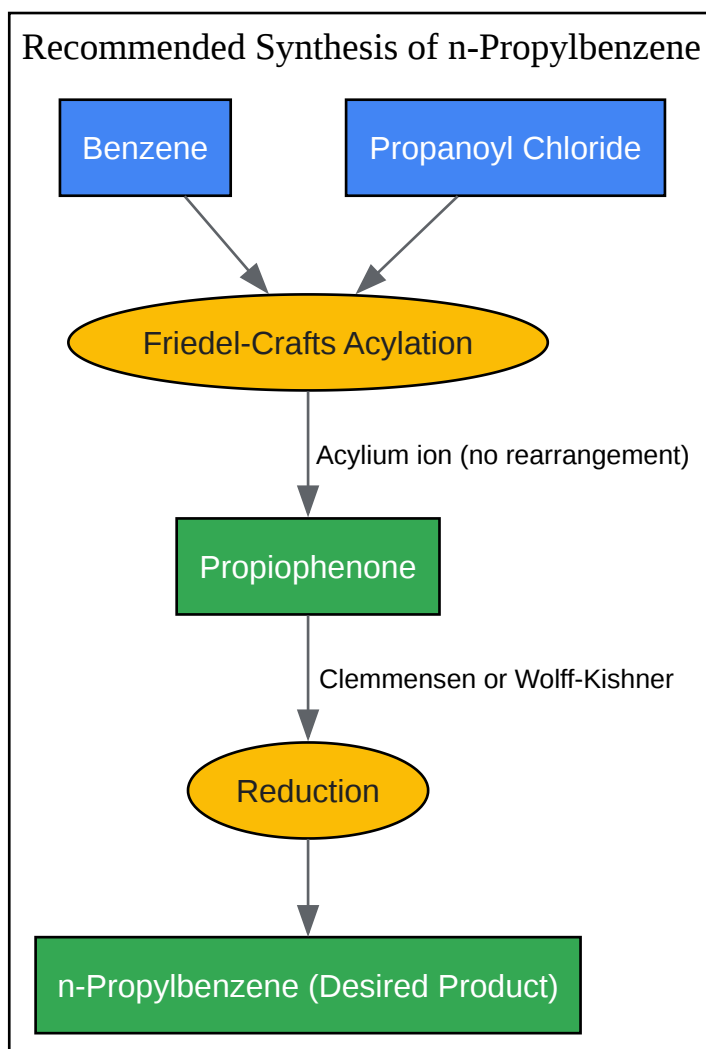 Recommended Synthesis of n-Propylbenzene
Benzene
Propanoyl Chloride
Friedel-Crafts Acylation
Acylium ion (no rearrangement)
Propiophenone
Clemmensen or Wolff-Kishner
Reduction
n-Propylbenzene (Desired Product)